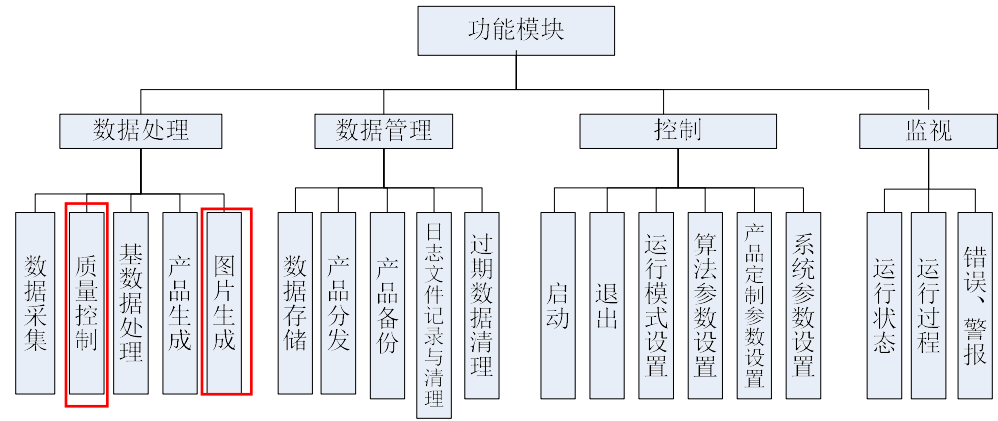 功能模块
数据处理
数据管理
控制
监视
数据采集
质量控制
基数据处理
产品生成
图片生成
数据存储
产品分发
产品备份
日志文件记录与清理
过期数据清理
启动
退出
运行模式设置
算法参数设置
产品定制参数设置
系统参数设置
运行状态
运行过程
错误、警报